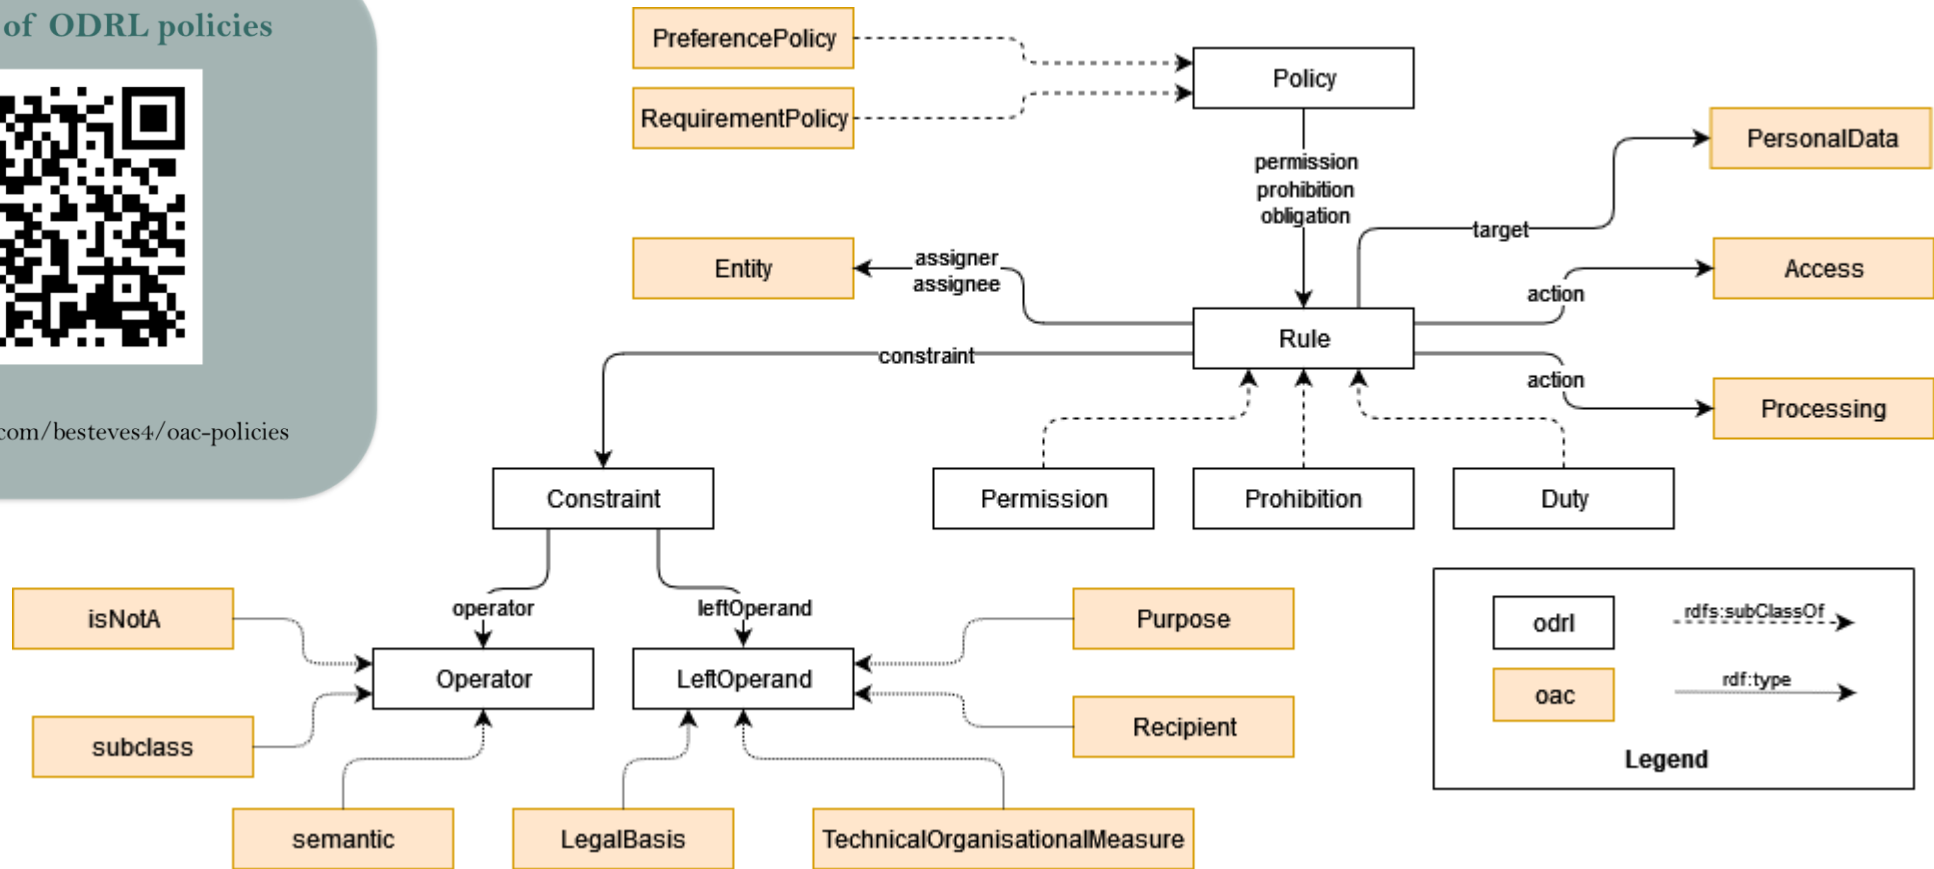 of ODRL policies
com/besteves4/oac-policies
PreferencePolicy
RequirementPolicy
Policy
permission
prohibition
obligation
PersonalData
target
Entity
assigner
assignee
Access
action
Rule
constraint
action
Processing
Constraint
Permission
Prohibition
Duty
isNotA
operator
leftOperand
Purpose
Operator
LeftOperand
subclass
Recipient
semantic
LegalBasis
TechnicalOrganisationalMeasure
odrl
rdfs:subClassOf
oac
rdf:type
Legend